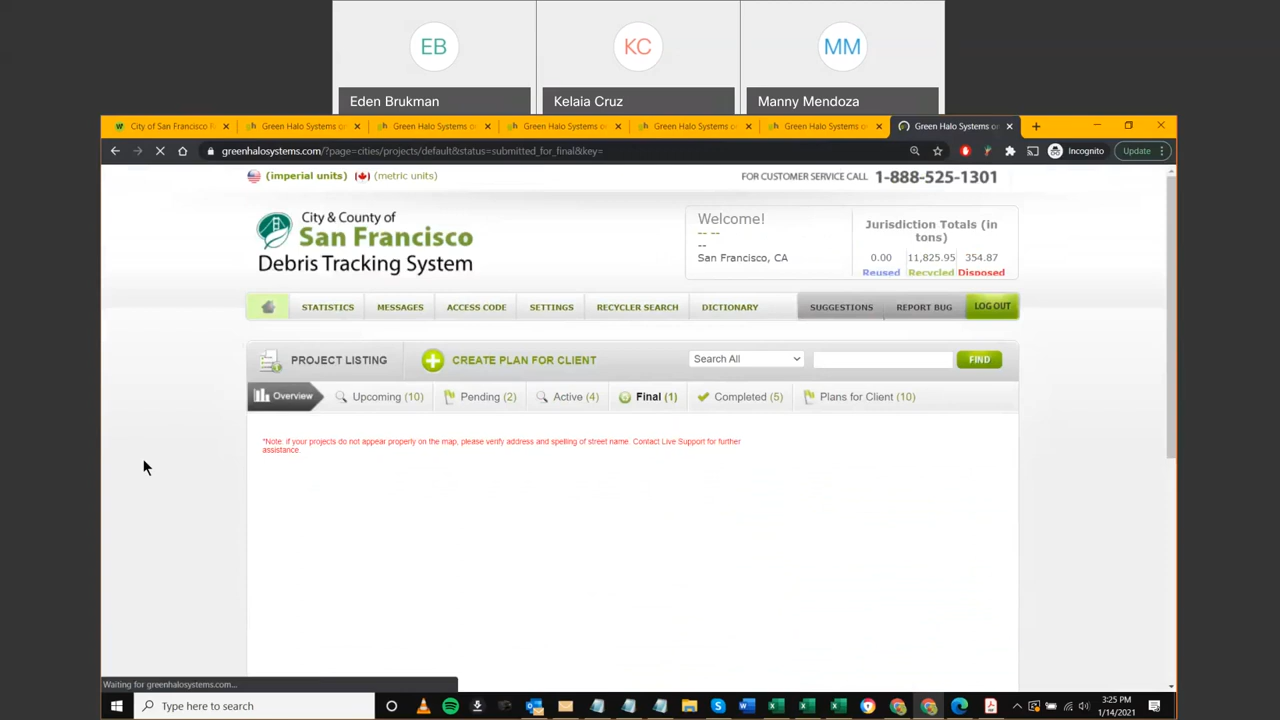 EB
KC
MM
Eden Brukman
Kelaia Cruz
Manny Mendoza
City of San Francisco
Green Halo Systems or
Green Halo Systems o
Green Halo Systems o
Green Halo Systems o
Green Halo Systems o
Green Halo Systems or
greenhalosystems.com/?page=cities/projects/default&status=submitted_for_final&key=
Incognito
Update
(imperial units)
(metric units)
FOR CUSTOMER SERVICE CALL 1-888-525-1301
City & County of
San Francisco
Debris Tracking System
Welcome!
-- --
--
San Francisco, CA
Jurisdiction Totals (in
tons)
0.00 11,825.95 354.87
Reused Recycled Disposed
STATISTICS MESSAGES ACCESS CODE SETTINGS RECYCLER SEARCH DICTIONARY SUGGESTIONS REPORT BUG LOG OUT
PROJECT LISTING CREATE PLAN FOR CLIENT Search All FIND
Overview Upcoming (10) Pending (2) Active (4) Final (1) Completed (5) Plans for Client (10)
*Note: if your projects do not appear properly on the map, please verify address and spelling of street name. Contact Live Support for further
assistance.
Waiting for greenhalosystems.com...
Type here to search
3:25 PM
1/14/2021